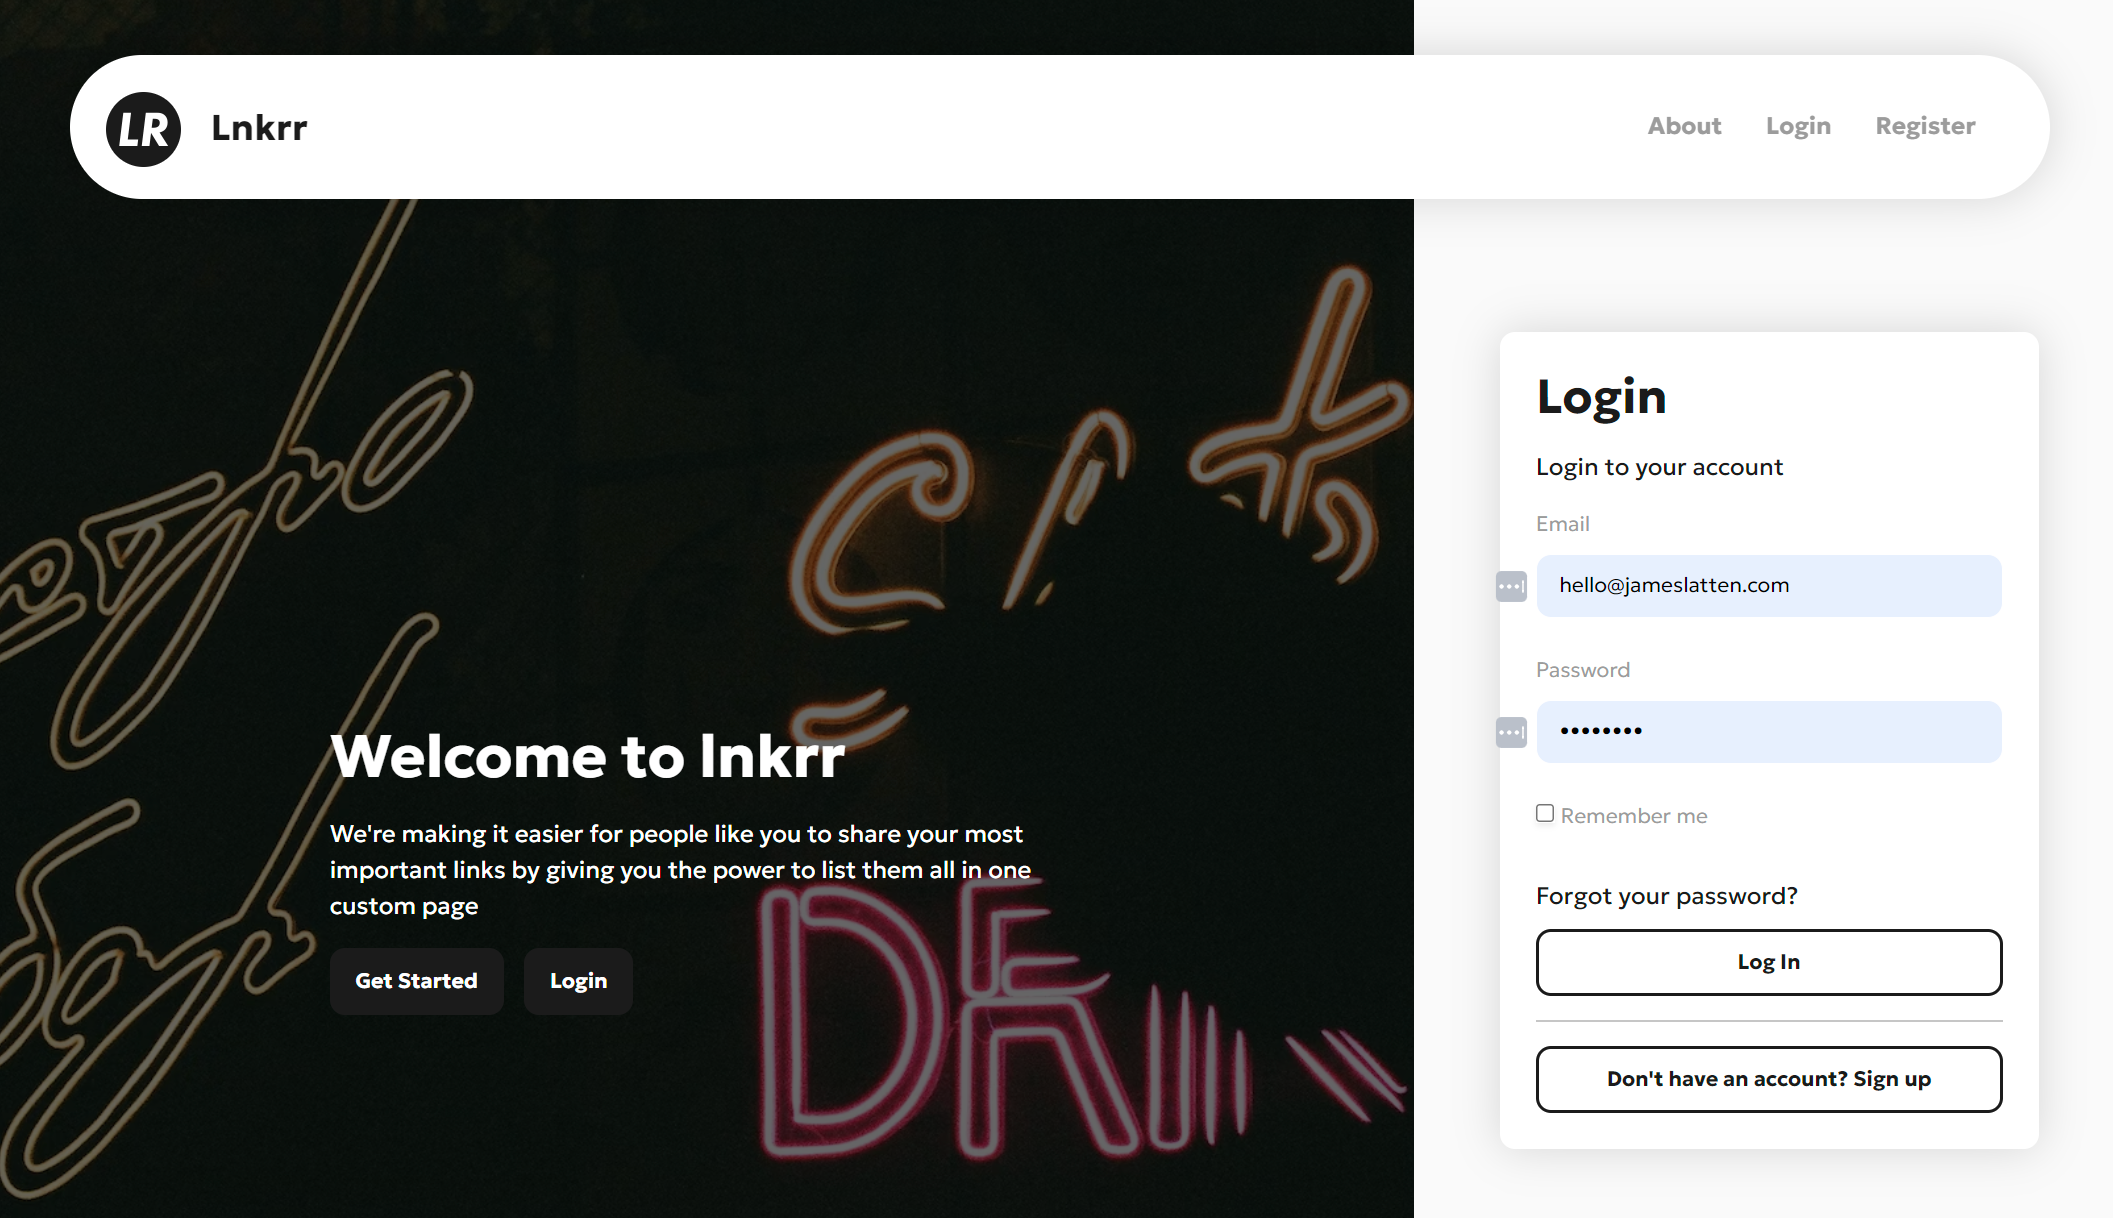 LR
Lnkrr
About
Login
Register
Welcome to lnkrr
We're making it easier for people like you to share your most
important links by giving you the power to list them all in one
custom page
Get Started
Login
Login
Login to your account
Email
hello@jameslatten.com
Password
••••••••
Remember me
Forgot your password?
Log In
Don't have an account? Sign up